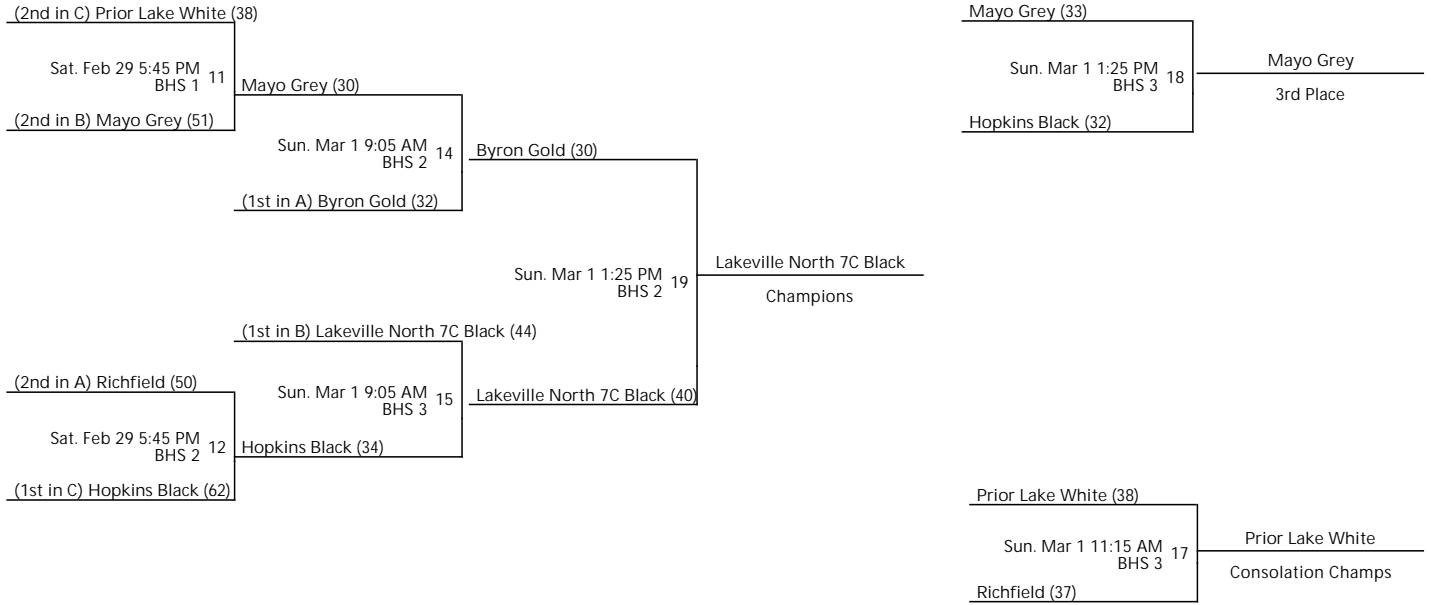 (2nd in C) Prior Lake White (38)
Sat. Feb 29 5:45 PM
BHS 1
11
Mayo Grey (30)
(2nd in B) Mayo Grey (51)
Sun. Mar 1 9:05 AM
BHS 2
14
Byron Gold (30)
(1st in A) Byron Gold (32)
Sun. Mar 1 1:25 PM
BHS 2
19
Lakeville North 7C Black
Champions
(1st in B) Lakeville North 7C Black (44)
(2nd in A) Richfield (50)
Sun. Mar 1 9:05 AM
BHS 3
15
Lakeville North 7C Black (40)
Sat. Feb 29 5:45 PM
BHS 2
12
Hopkins Black (34)
(1st in C) Hopkins Black (62)
Mayo Grey (33)
Sun. Mar 1 1:25 PM
BHS 3
18
Mayo Grey
3rd Place
Hopkins Black (32)
Prior Lake White (38)
Sun. Mar 1 11:15 AM
BHS 3
17
Prior Lake White
Consolation Champs
Richfield (37)